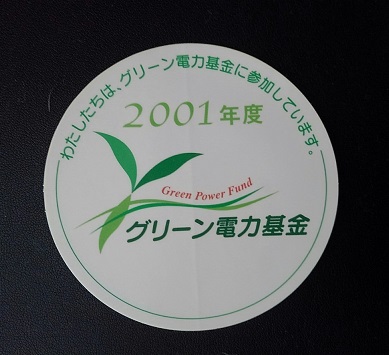 わたしたちは、グリーン電力基金に参加しています。
2001年度
Green Power Fund
グリーン電力基金